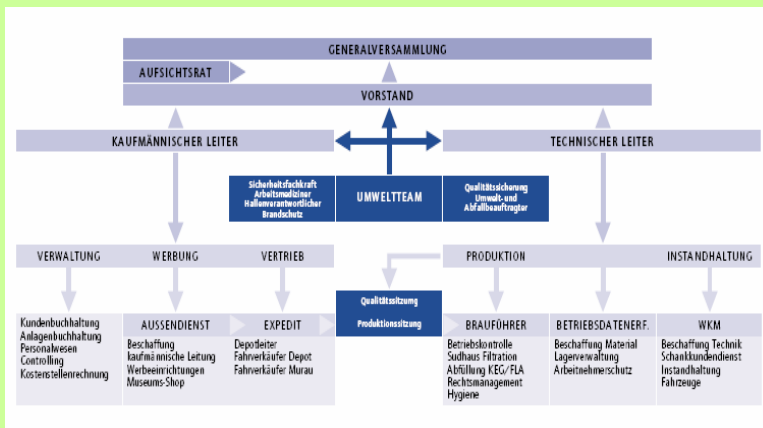 GENERALVERSAMMLUNG
AUFSICHTSRAT
VORSTAND
KAUFMÄNNISCHER LEITER
TECHNISCHER LEITER
Sicherheitsfachkraft
Arbeitsmediziner
Hallenverantwortlicher
Brandschutz
UMWELTTEAM
Qualitätssicherung
Umwelt- und
Abfallbeauftragter
VERWALTUNG
WERBUNG
VERTRIEB
PRODUKTION
INSTANDHALTUNG
Kundenbuchhaltung
Anlagenbuchhaltung
Personalwesen
Controlling
Kostenstellenrechnung
AUSSENDIENST
Beschaffung
kaufmännische Leitung
Werbeeinrichtungen
Museums-Shop
EXPEDIT
Depotleiter
Fahrverkäufer Depot
Fahrverkäufer Murau
Qualitätssitzung
Produktionssitzung
BRAUFÜHRER
Betriebskontrolle
Sudhaus Filtration
Abfüllung KEG/FLA
Rechtsmanagement
Hygiene
BETRIEBSDATENERF.
Beschaffung Material
Lagerverwaltung
Arbeitnehmerschutz
WKM
Beschaffung Technik
Schankkundendienst
Instandhaltung
Fahrzeuge